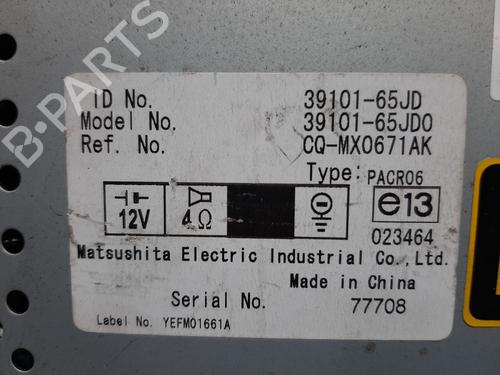 B-PARTS
ID No. 39101-65JD
Model No. 39101-65JD0
Ref. No. CQ-MX0671AK
Type: PACR06
12V 4Ω e13
023464
Matsushita Electric Industrial Co., Ltd.
Made in China
Serial No. 77708
Label No. YEFM01661A